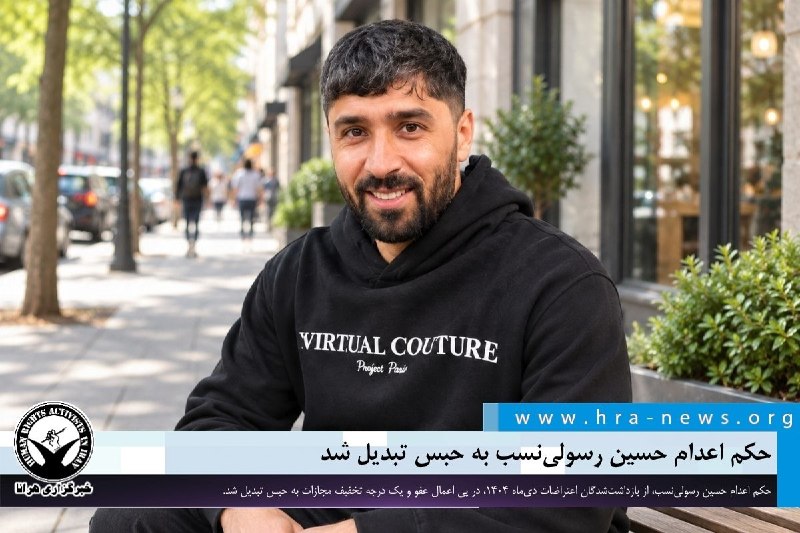 VIRTUAL COUTURE
Project Paris
www.hra-news.org
حکم اعدام حسین رسولی‌نسب به حبس تبدیل شد
حکم اعدام حسین رسولی‌نسب، از بازداشت‌شدگان اعتراضات دی‌ماه ۱۴۰۴، در پی اعمال عفو و یک درجه تخفیف مجازات به حبس تبدیل شد.
HUMAN RIGHTS ACTIVISTS IN IRAN
خبرگزاری هرانا